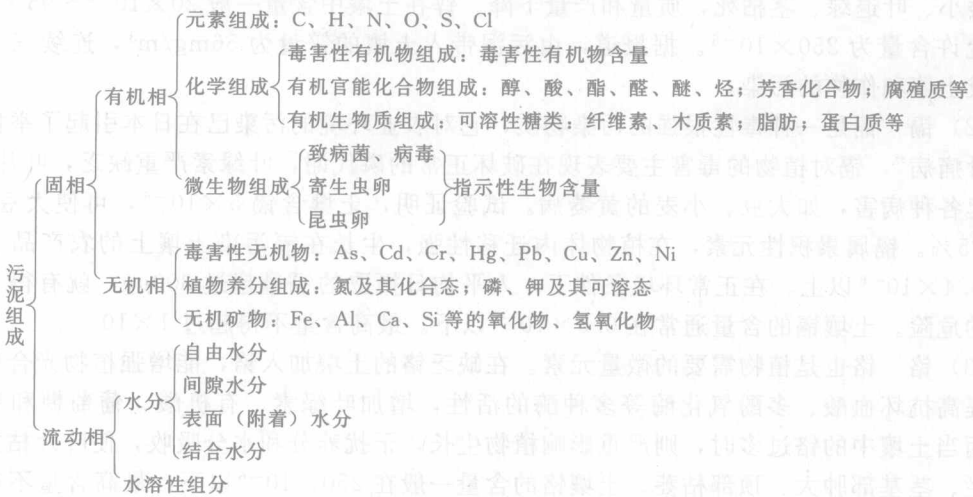 元素组成：C、H、N、O、S、Cl
毒害性有机物组成：毒害性有机物含量
化学组成
有机官能化合物组成：醇、酸、酯、醛、醚、烃；芳香化合物；腐殖质等
有机相
有机生物质组成：可溶性糖类；纤维素、木质素；脂肪；蛋白质等
致病菌、病毒
固相
微生物组成
寄生虫卵
指示性生物含量
昆虫卵
毒害性无机物：As、Cd、Cr、Hg、Pb、Cu、Zn、Ni
污泥组成
无机相
植物养分组成：氮及其化合态；磷、钾及其可溶态
无机矿物：Fe、Al、Ca、Si等的氧化物、氢氧化物
自由水分
间隙水分
水分
表面（附着）水分
流动相
结合水分
水溶性组分